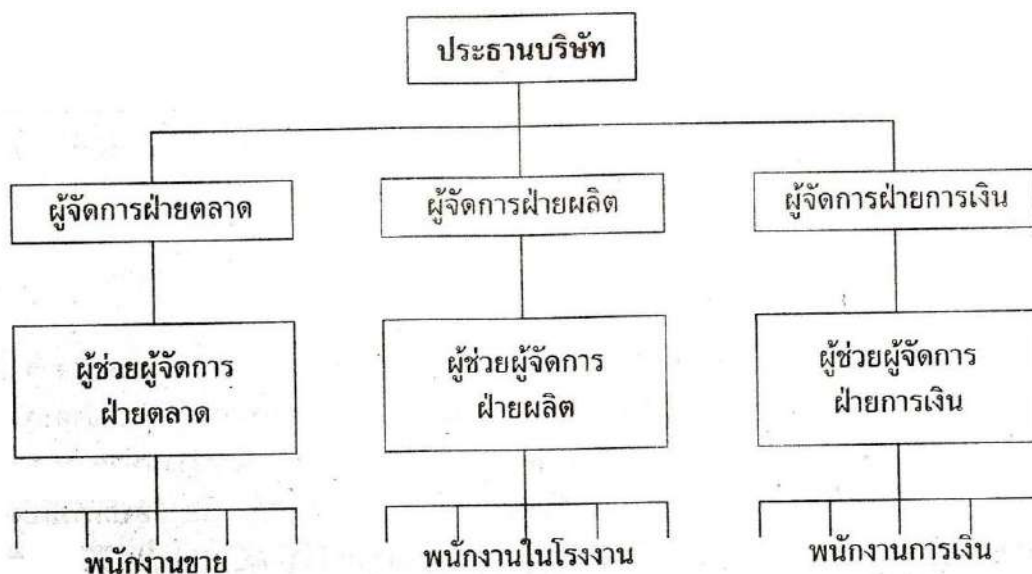 ประธานบริษัท
ผู้จัดการฝ่ายตลาด
ผู้จัดการฝ่ายผลิต
ผู้จัดการฝ่ายการเงิน
ผู้ช่วยผู้จัดการ
ฝ่ายตลาด
ผู้ช่วยผู้จัดการ
ฝ่ายผลิต
ผู้ช่วยผู้จัดการ
ฝ่ายการเงิน
พนักงานขาย
พนักงานในโรงงาน
พนักงานการเงิน